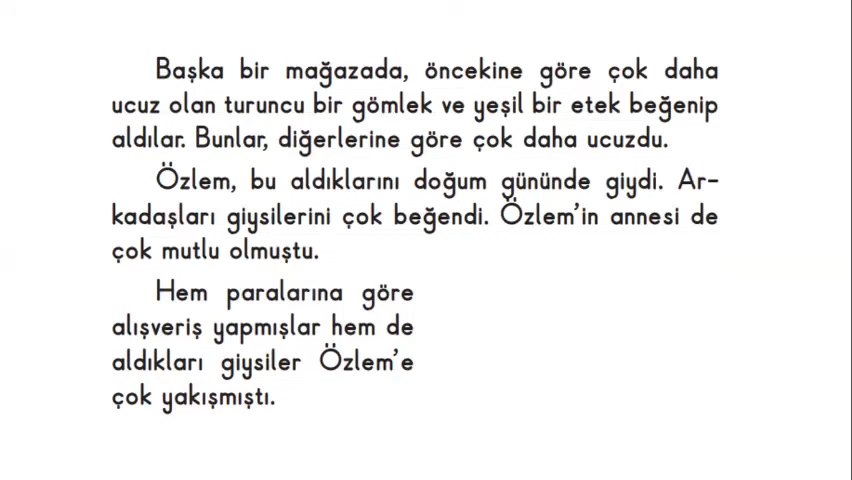 Başka bir mağazada, öncekine göre çok daha
ucuz olan turuncu bir gömlek ve yeşil bir etek beğenip
aldılar. Bunlar, diğerlerine göre çok daha ucuzdu.
Özlem, bu aldıklarını doğum gününde giydi. Ar-
kadaşları giysilerini çok beğendi. Özlem’in annesi de
çok mutlu olmuştu.
Hem paralarına göre
alışveriş yapmışlar hem de
aldıkları giysiler Özlem’e
çok yakışmıştı.